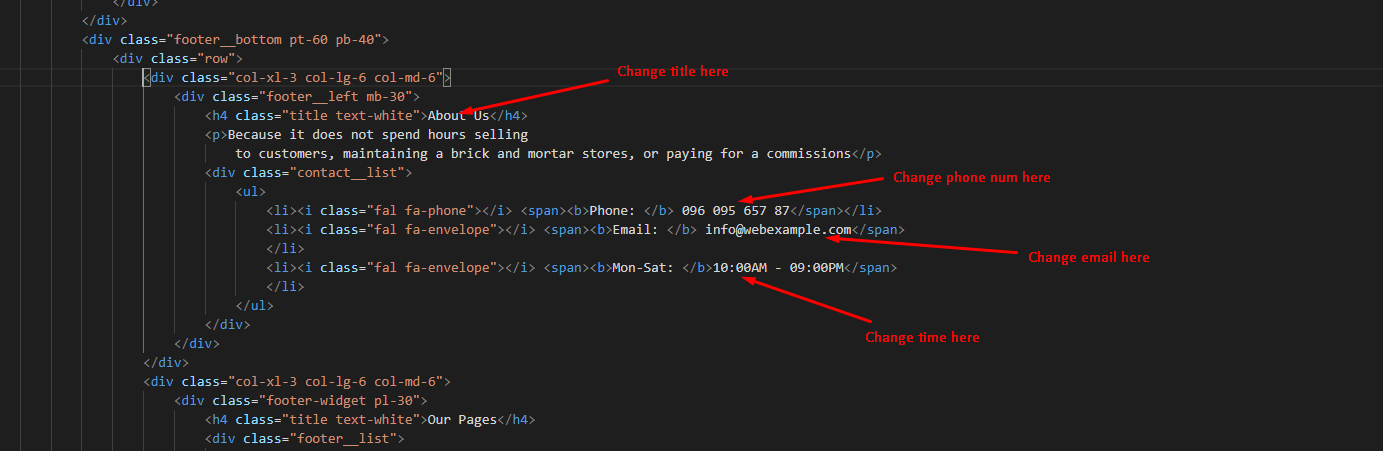 </div>
</div>
<div class="footer__bottom pt-60 pb-40">
<div class="row">
<div class="col-xl-3 col-lg-6 col-md-6">
Change title here
<div class="footer__left mb-30">
<h4 class="title text-white">About Us</h4>
<p>Because it does not spend hours selling
to customers, maintaining a brick and mortar stores, or paying for a commissions</p>
<div class="contact__list">
Change phone num here
<ul>
<li><i class="fal fa-phone"></i> <span><b>Phone: </b> 096 095 657 87</span></li>
<li><i class="fal fa-envelope"></i> <span><b>Email: </b> info@webexample.com</span>
</li>
Change email here
<li><i class="fal fa-envelope"></i> <span><b>Mon-Sat: </b>10:00AM - 09:00PM</span>
</li>
</ul>
</div>
Change time here
</div>
</div>
<div class="col-xl-3 col-lg-6 col-md-6">
<div class="footer-widget pl-30">
<h4 class="title text-white">Our Pages</h4>
<div class="footer__list">